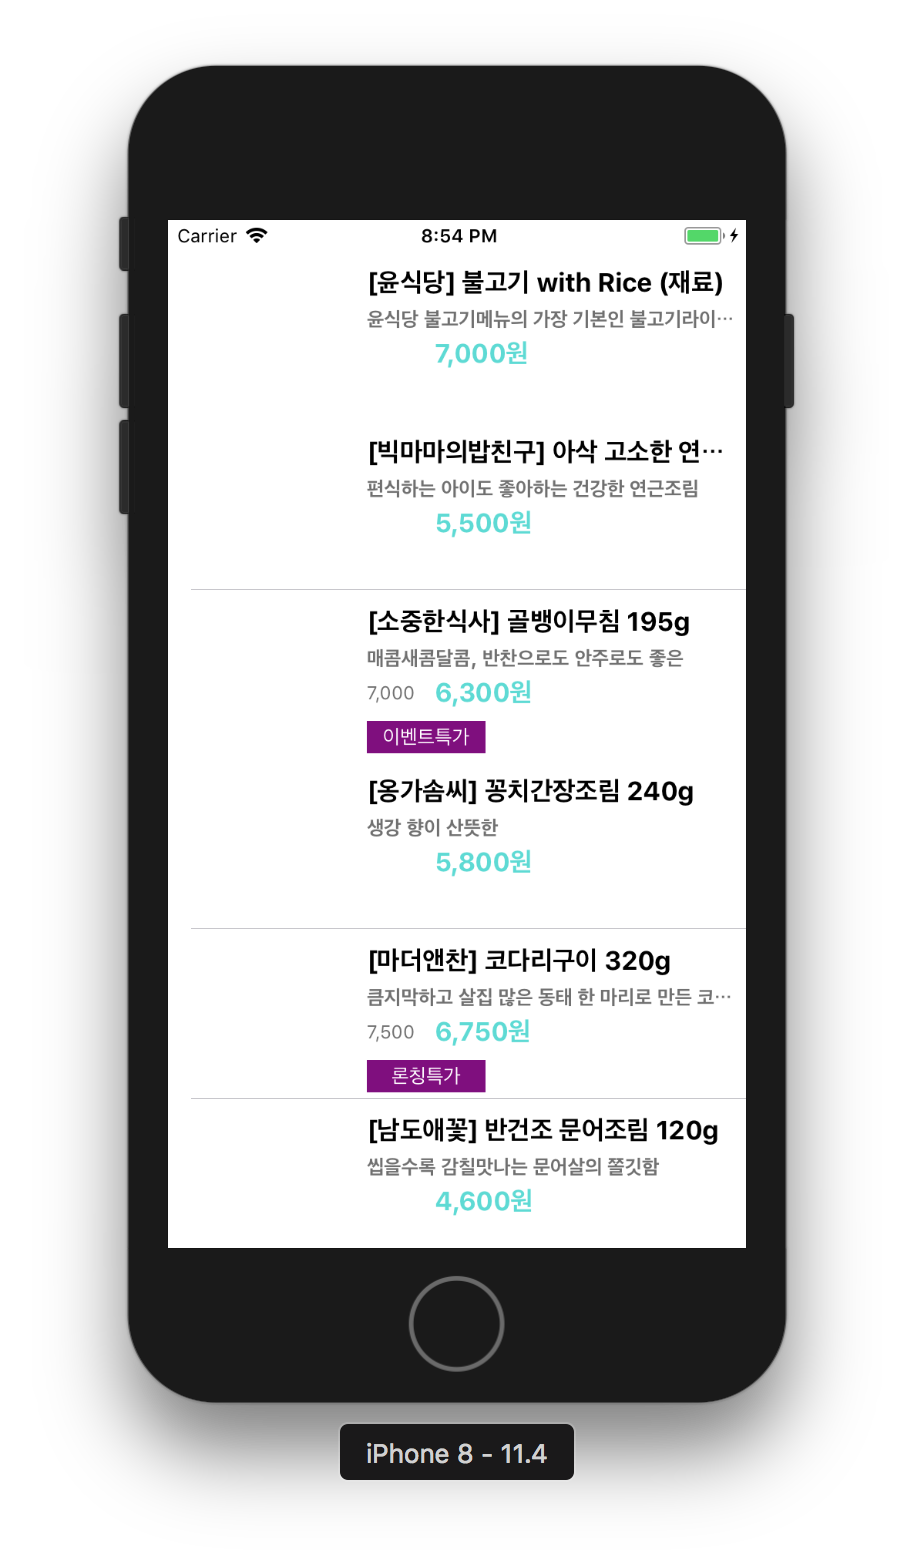 Carrier 8:54 PM
[윤식당] 불고기 with Rice (재료)
윤식당 불고기메뉴의 가장 기본인 불고기라이…
7,000원
[빅마마의밥친구] 아삭 고소한 연…
편식하는 아이도 좋아하는 건강한 연근조림
5,500원
[소중한식사] 골뱅이무침 195g
매콤새콤달콤, 반찬으로도 안주로도 좋은
7,000 6,300원
이벤트특가
[옹가솜씨] 꽁치간장조림 240g
생강 향이 산뜻한
5,800원
[마더앤찬] 코다리구이 320g
큼지막하고 살집 많은 동태 한 마리로 만든 코…
7,500 6,750원
론칭특가
[남도애꽃] 반건조 문어조림 120g
씹을수록 감칠맛나는 문어살의 쫄깃함
4,600원
iPhone 8 - 11.4